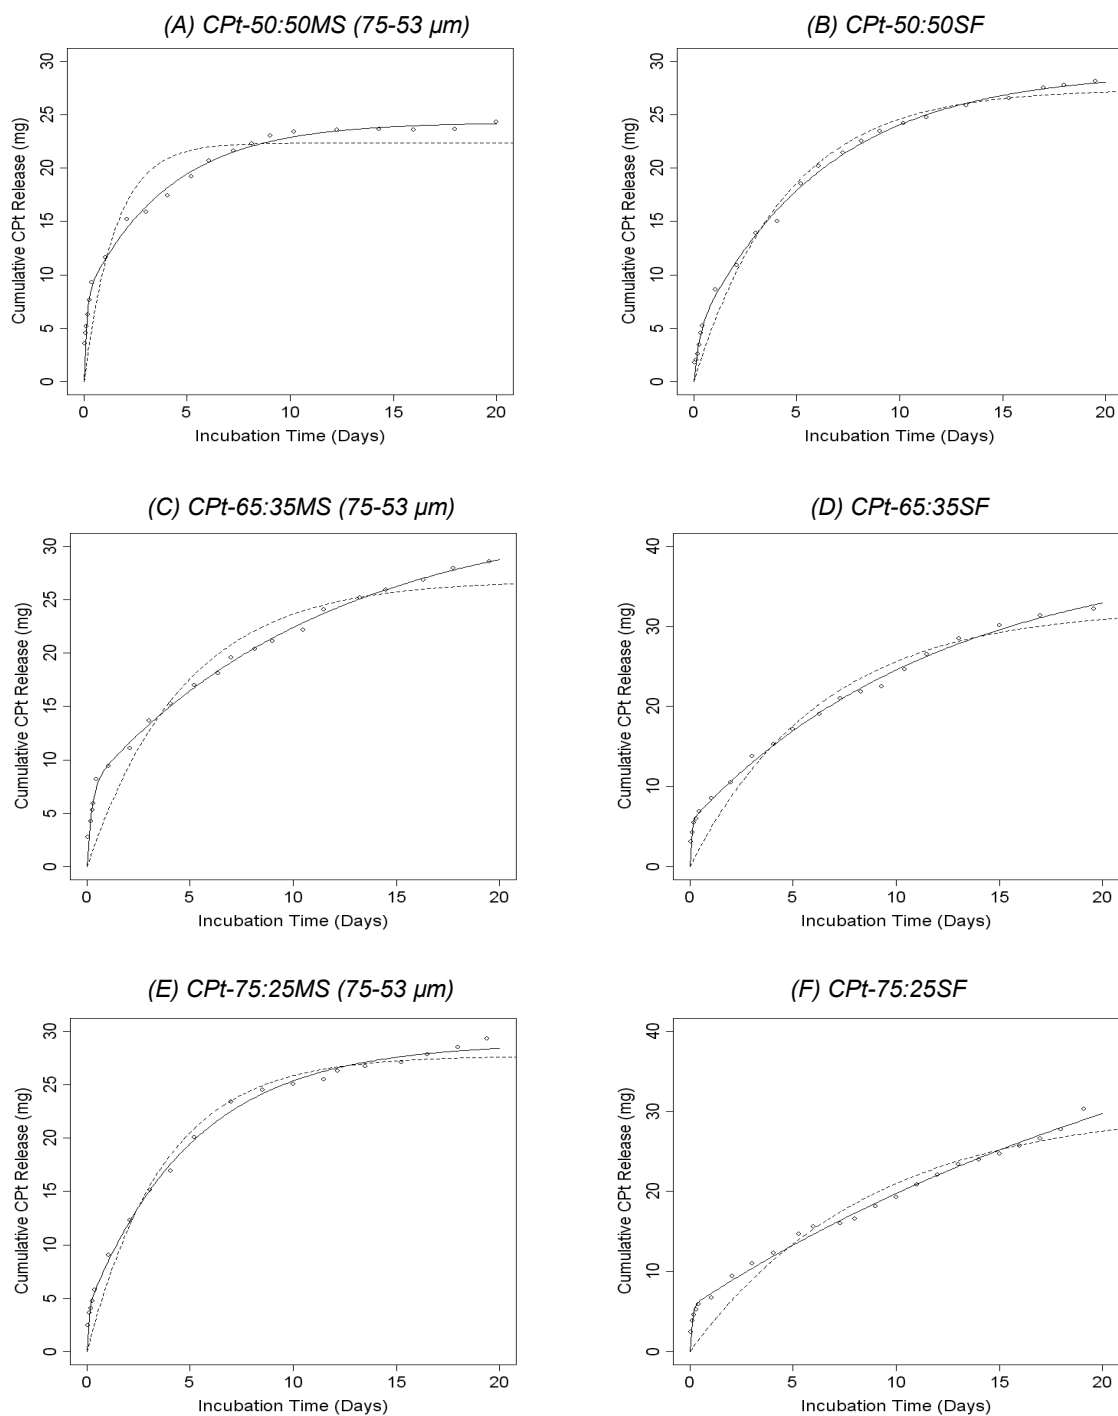 (A) CPt-50:50MS (75-53 µm)
Cumulative CPt Release (mg)
30
25
20
15
10
5
0
0 5 10 15 20
Incubation Time (Days)
(B) CPt-50:50SF
Cumulative CPt Release (mg)
30
25
20
15
10
5
0
0 5 10 15 20
Incubation Time (Days)
(C) CPt-65:35MS (75-53 µm)
Cumulative CPt Release (mg)
30
25
20
15
10
5
0
0 5 10 15 20
Incubation Time (Days)
(D) CPt-65:35SF
Cumulative CPt Release (mg)
40
30
20
10
0
0 5 10 15 20
Incubation Time (Days)
(E) CPt-75:25MS (75-53 µm)
Cumulative CPt Release (mg)
30
25
20
15
10
5
0
0 5 10 15 20
Incubation Time (Days)
(F) CPt-75:25SF
Cumulative CPt Release (mg)
40
30
20
10
0
0 5 10 15 20
Incubation Time (Days)